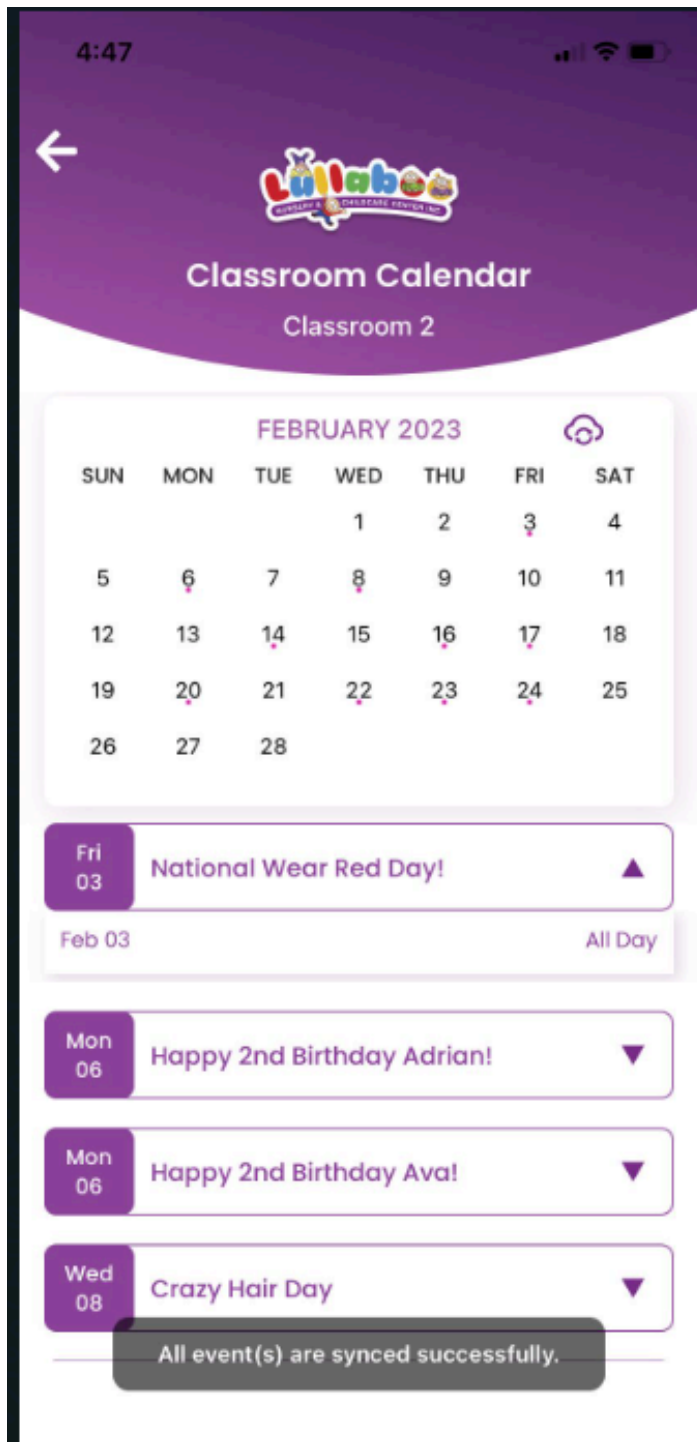 4:47
Lullaboo
NURSERY & CHILDCARE CENTER INC.
Classroom Calendar
Classroom 2
FEBRUARY 2023
SUN MON TUE WED THU FRI SAT
1 2 3 4
5 6 7 8 9 10 11
12 13 14 15 16 17 18
19 20 21 22 23 24 25
26 27 28
Fri
03
National Wear Red Day!
Feb 03 All Day
Mon
06
Happy 2nd Birthday Adrian!
Mon
06
Happy 2nd Birthday Ava!
Wed
08
Crazy Hair Day
All event(s) are synced successfully.